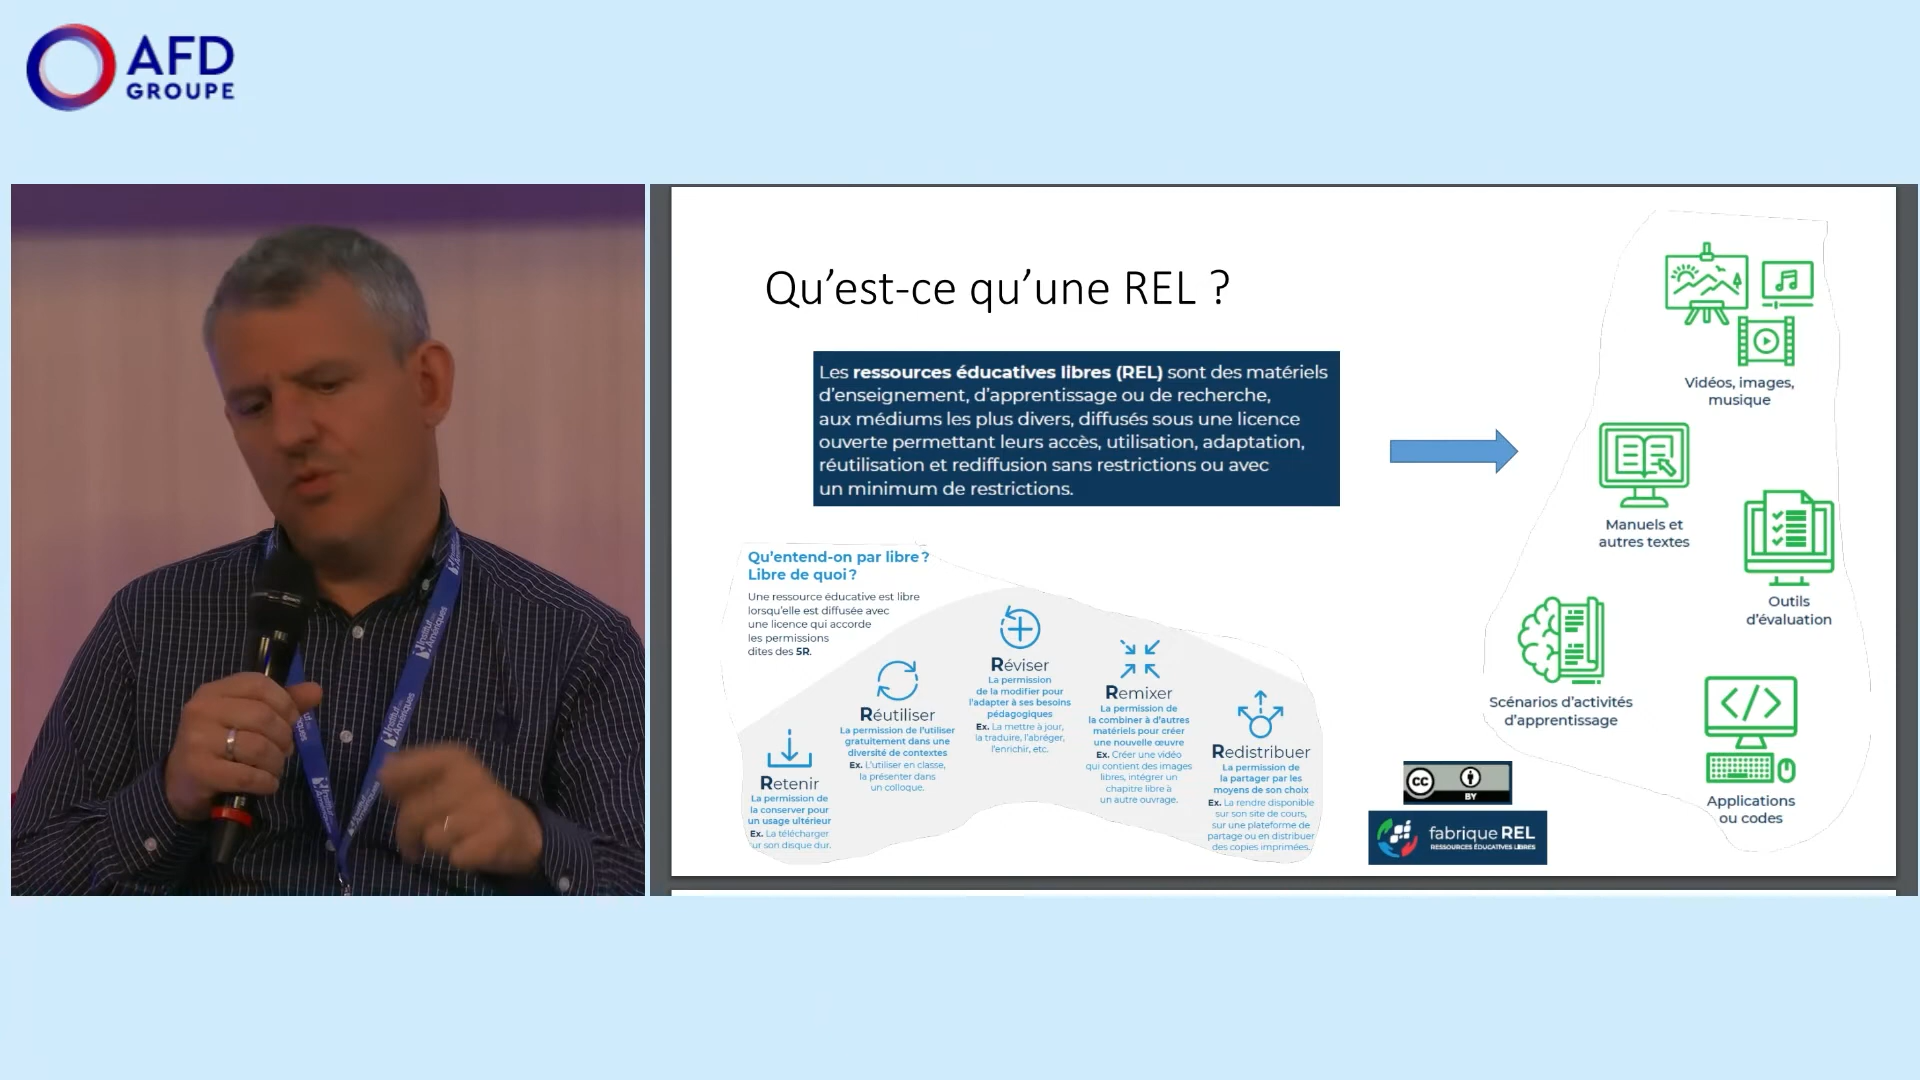 AFD
GROUPE
Institut
des
Amériques
Qu’est-ce qu’une REL ?
Les ressources éducatives libres (REL) sont des matériels
d’enseignement, d’apprentissage ou de recherche,
aux médiums les plus divers, diffusés sous une licence
ouverte permettant leurs accès, utilisation, adaptation,
réutilisation et rediffusion sans restrictions ou avec
un minimum de restrictions.
Qu’entend-on par libre ?
Libre de quoi ?
Une ressource éducative est libre
lorsqu’elle est diffusée avec
une licence qui accorde
les permissions
dites des 5R.
Retenir
La permission de
la conserver pour
un usage ultérieur
Ex. La télécharger
sur son disque dur.
Réutiliser
La permission de l’utiliser
gratuitement dans une
diversité de contextes
Ex. L’utiliser en classe,
la présenter dans
un colloque.
Réviser
La permission
de la modifier pour
l’adapter à ses besoins
pédagogiques
Ex. La mettre à jour,
la traduire, l’abréger,
l’enrichir, etc.
Remixer
La permission de
la combiner à d’autres
matériels pour créer
une nouvelle œuvre
Ex. Créer une vidéo
qui contient des images
libres, intégrer un
chapitre libre à
un autre ouvrage.
Redistribuer
La permission de
la partager par les
moyens de son choix
Ex. La rendre disponible
sur son site de cours,
sur une plateforme de
partage ou en distribuer
des copies imprimées.
Vidéos, images,
musique
Manuels et
autres textes
Outils
d’évaluation
Scénarios d’activités
d’apprentissage
Applications
ou codes
cc
BY
fabrique REL
RESSOURCES ÉDUCATIVES LIBRES